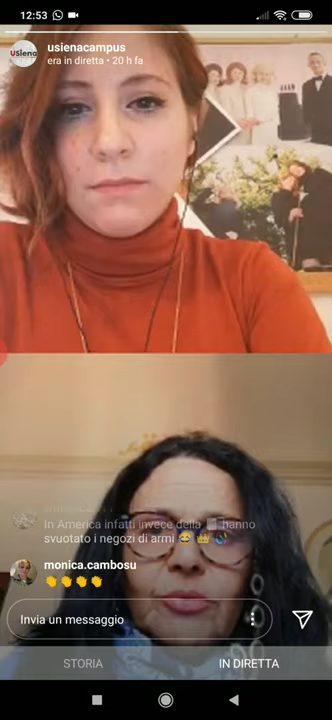 12:53
USiena
usienacampus
era in diretta • 20 h fa
In America infatti invece della 🧻 hanno
svuotato i negozi di armi 😂 👑
monica.cambosu
👏👏👏👏
Invia un messaggio
STORIA
IN DIRETTA